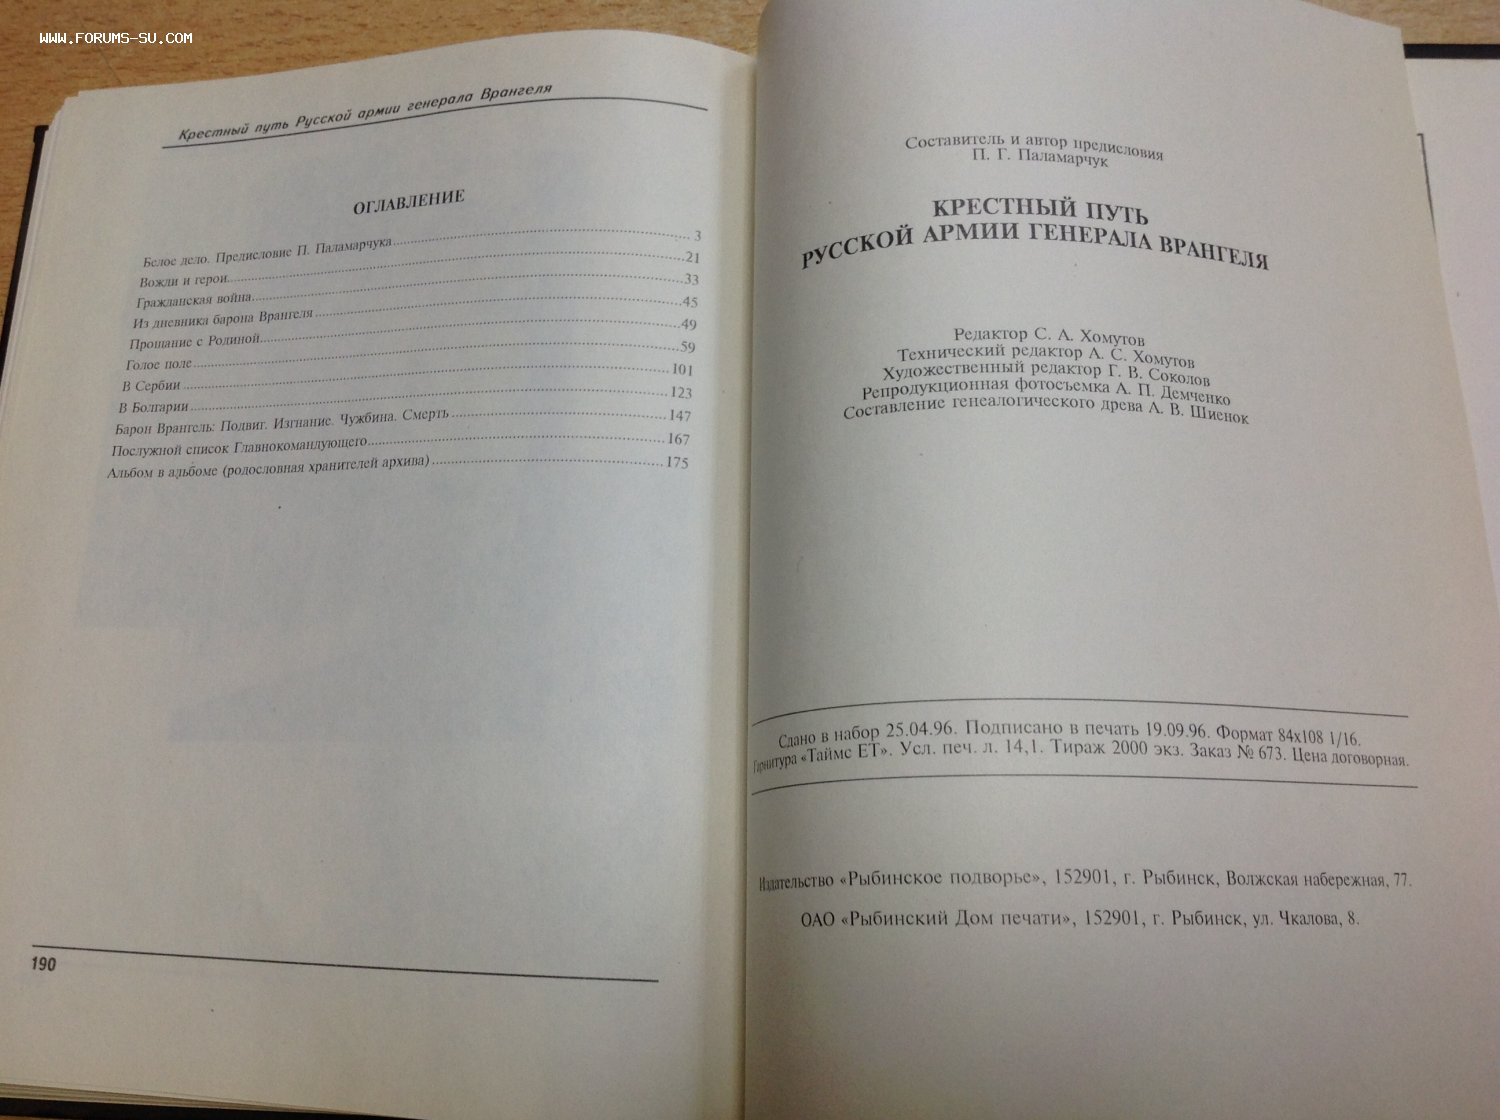 WWW.FORUMS-SU.COM
Крестный путь Русской армии генерала Врангеля
ОГЛАВЛЕНИЕ
Белое дело. Предисловие П. Паламарчука 3
Вожди и герои 21
Гражданская война 33
Из дневника барона Врангеля 45
Прощание с Родиной 49
Голое поле 59
В Сербии 101
В Болгарии 123
Барон Врангель: Подвиг. Изгнание. Чужбина. Смерть 147
Послужной список Главнокомандующего 167
Альбом в альбоме (родословная хранителей архива) 175
190
Составитель и автор предисловия
П. Г. Паламарчук
КРЕСТНЫЙ ПУТЬ
РУССКОЙ АРМИИ ГЕНЕРАЛА ВРАНГЕЛЯ
Редактор С. А. Хомутов
Технический редактор А. С. Хомутов
Художественный редактор Г. В. Соколов
Репродукционная фотосъемка А. П. Демченко
Составление генеалогического древа А. В. Шиенок
Сдано в набор 25.04.96. Подписано в печать 19.09.96. Формат 84х108 1/16.
Гарнитура «Таймс ЕТ». Усл. печ. л. 14,1. Тираж 2000 экз. Заказ № 673. Цена договорная.
Издательство «Рыбинское подворье», 152901, г. Рыбинск, Волжская набережная, 77.
ОАО «Рыбинский Дом печати», 152901, г. Рыбинск, ул. Чкалова, 8.